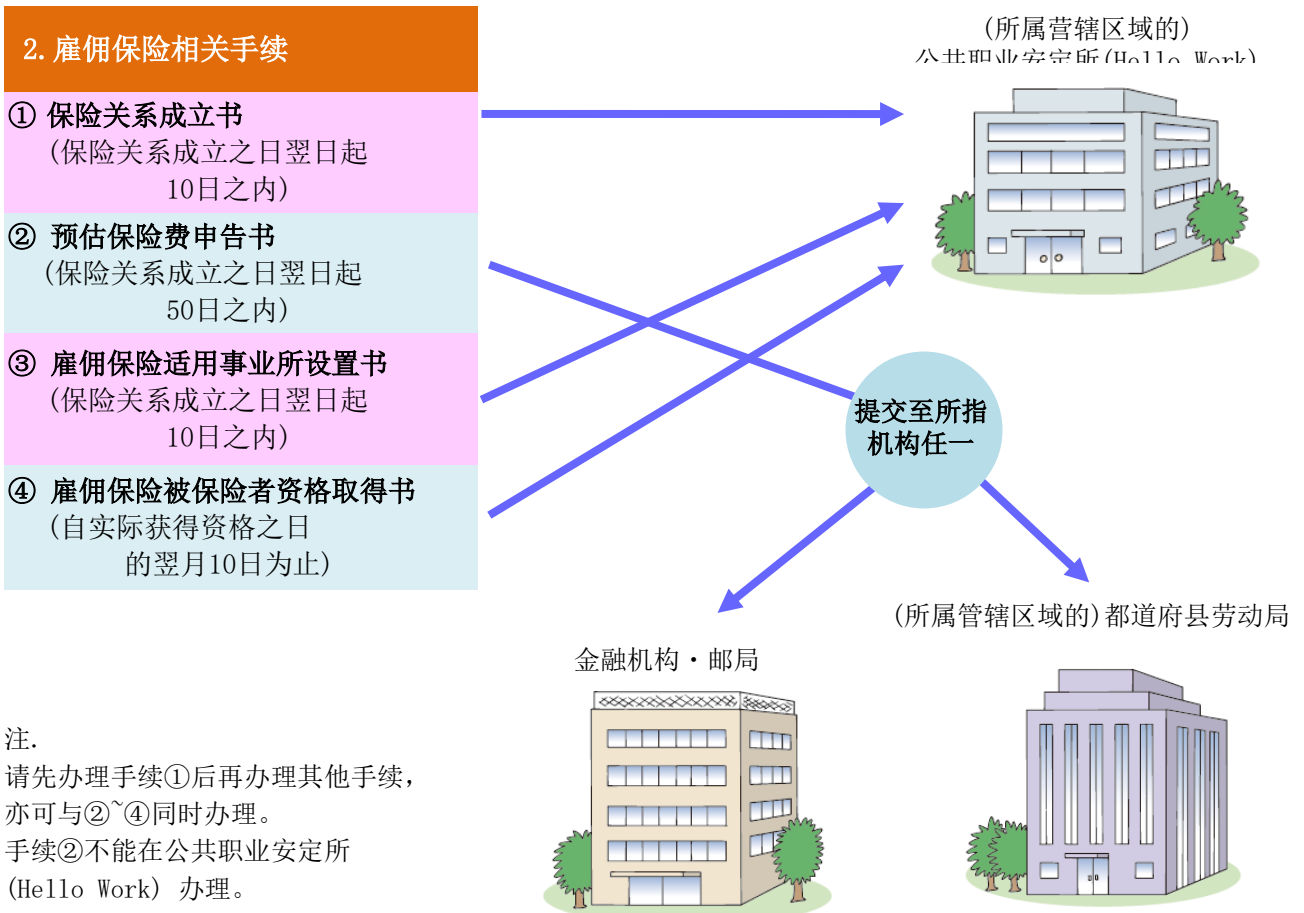 2.雇佣保险相关手续
① 保险关系成立书
(保险关系成立之日翌日起
10日之内)
② 预估保险费申告书
(保险关系成立之日翌日起
50日之内)
③ 雇佣保险适用事业所设置书
(保险关系成立之日翌日起
10日之内)
④ 雇佣保险被保险者资格取得书
(自实际获得资格之日
的翌月10日为止)
(所属营辖区域的)
公共职业安定所(Hello Work)
提交至所指
机构任一
(所属管辖区域的)都道府县劳动局
金融机构・邮局
注.
请先办理手续①后再办理其他手续，
亦可与②~④同时办理。
手续②不能在公共职业安定所
(Hello Work) 办理。